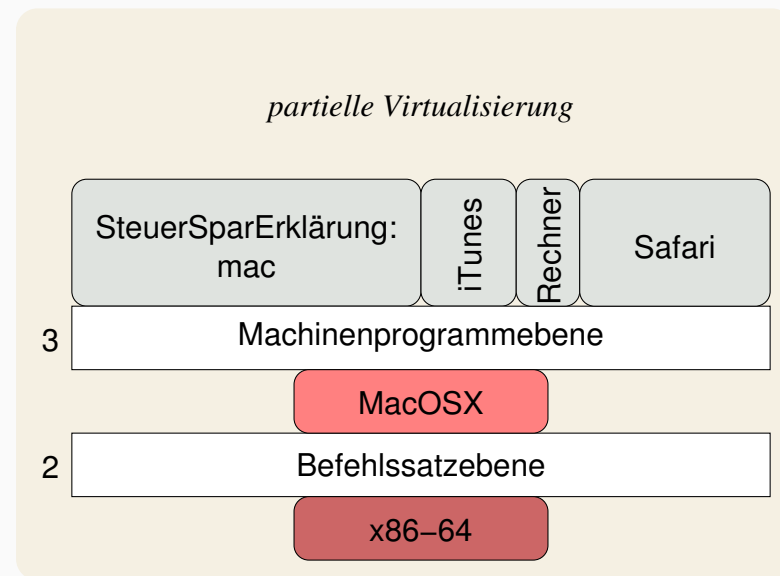 partielle Virtualisierung
SteuerSparErklärung:
mac
iTunes
Rechner
Safari
3
Machinenprogrammebene
MacOSX
2
Befehlssatzebene
x86–64